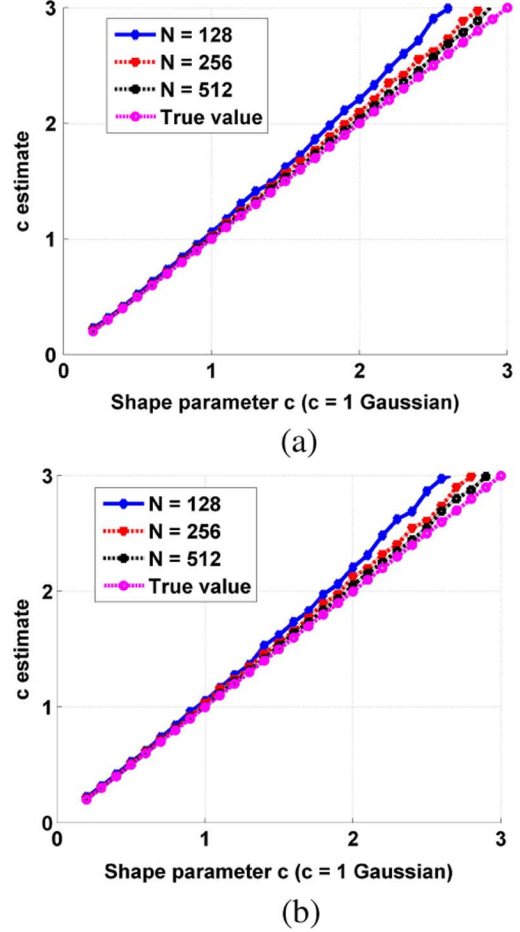 3
2
1
0
c estimate
N = 128
N = 256
N = 512
True value
0 1 2 3
Shape parameter c (c = 1 Gaussian)
(a)
3
2
1
0
c estimate
N = 128
N = 256
N = 512
True value
0 1 2 3
Shape parameter c (c = 1 Gaussian)
(b)